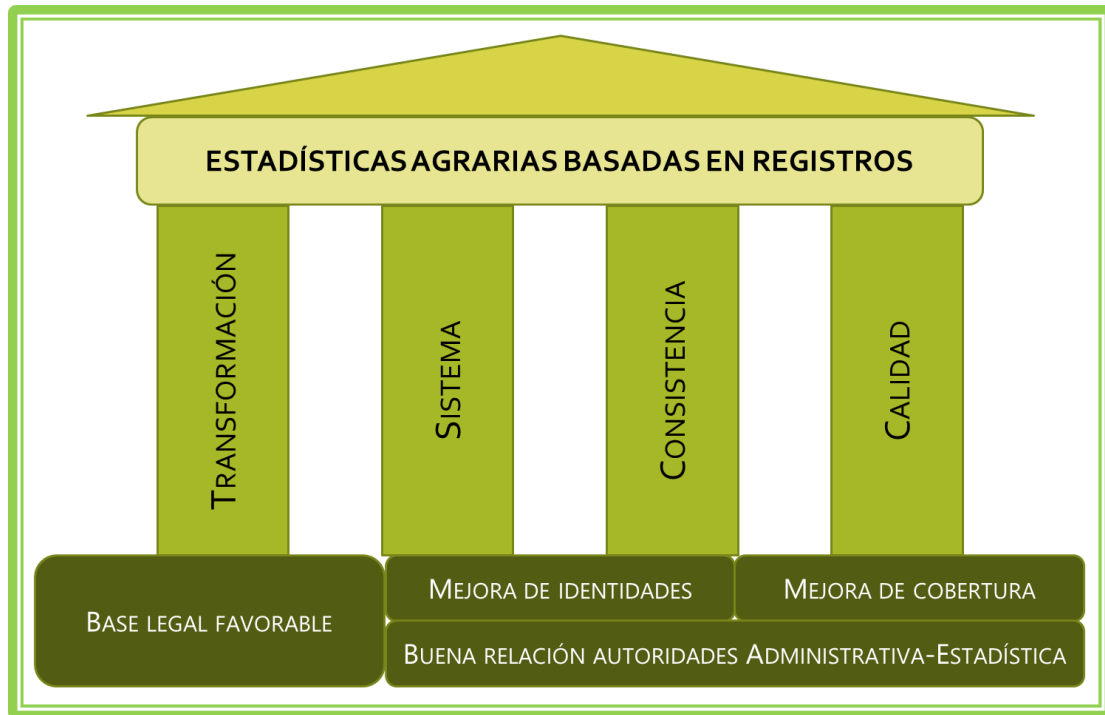 ESTADÍSTICAS AGRARIAS BASADAS EN REGISTROS
TRANSFORMACIÓN
SISTEMA
CONSISTENCIA
CALIDAD
BASE LEGAL FAVORABLE
MEJORA DE IDENTIDADES
MEJORA DE COBERTURA
BUENA RELACIÓN AUTORIDADES ADMINISTRATIVA-ESTADÍSTICA